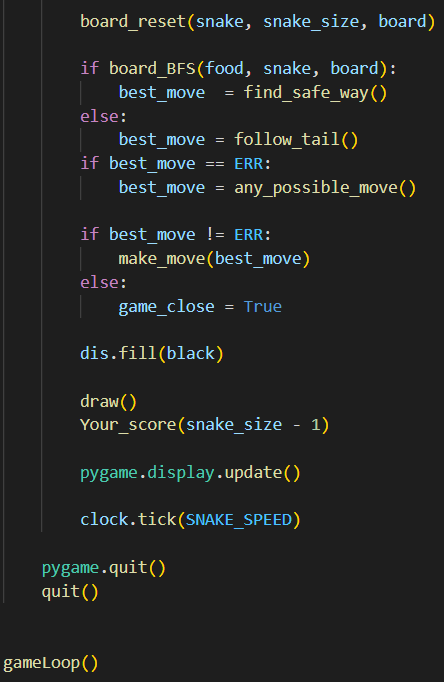 board_reset(snake, snake_size, board)
if board_BFS(food, snake, board):
best_move  = find_safe_way()
else:
best_move = follow_tail()
if best_move == ERR:
best_move = any_possible_move()
if best_move != ERR:
make_move(best_move)
else:
game_close = True
dis.fill(black)
draw()
Your_score(snake_size - 1)
pygame.display.update()
clock.tick(SNAKE_SPEED)
pygame.quit()
quit()
gameLoop()